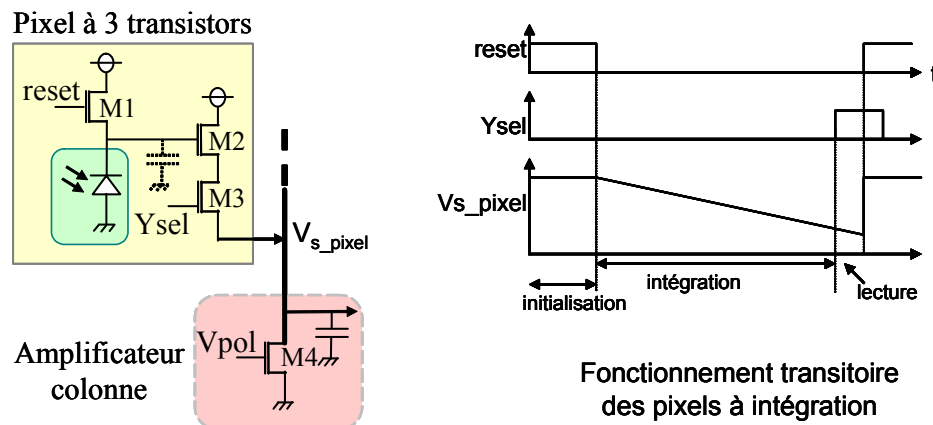 Pixel à 3 transistors
reset
M1
M2
M3
Ysel
Vs_pixel
Amplificateur
colonne
Vpol
M4
reset
t
Ysel
Vs_pixel
initialisation
intégration
lecture
Fonctionnement transitoire
des pixels à intégration